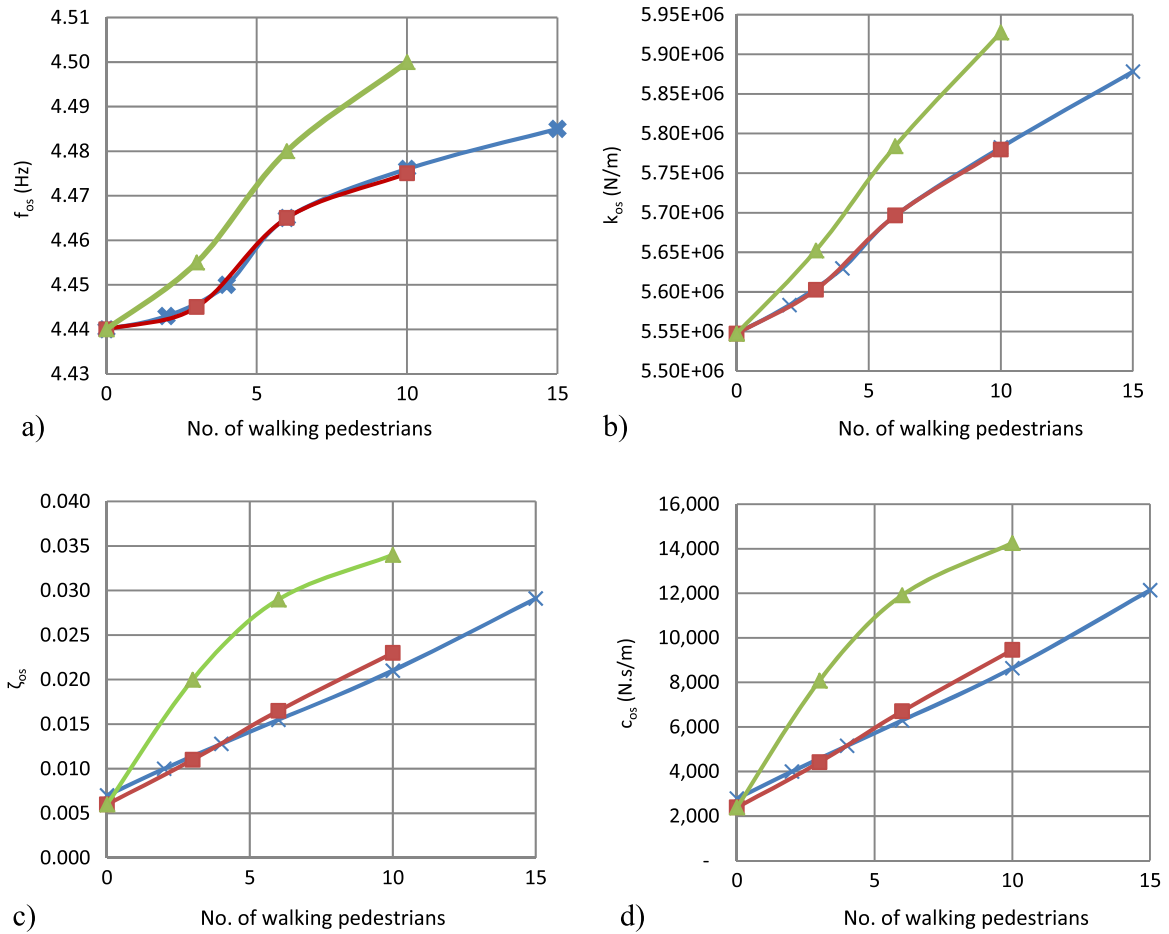 4.51
4.50
4.49
4.48
4.47
4.46
4.45
4.44
4.43
f_os (Hz)
0 5 10 15
No. of walking pedestrians
a)
5.95E+06
5.90E+06
5.85E+06
5.80E+06
5.75E+06
5.70E+06
5.65E+06
5.60E+06
5.55E+06
5.50E+06
k_os (N/m)
0 5 10 15
No. of walking pedestrians
b)
0.040
0.035
0.030
0.025
0.020
0.015
0.010
0.005
0.000
ζ_os
0 5 10 15
No. of walking pedestrians
c)
16,000
14,000
12,000
10,000
8,000
6,000
4,000
2,000
-
c_os (N.s/m)
0 5 10 15
No. of walking pedestrians
d)